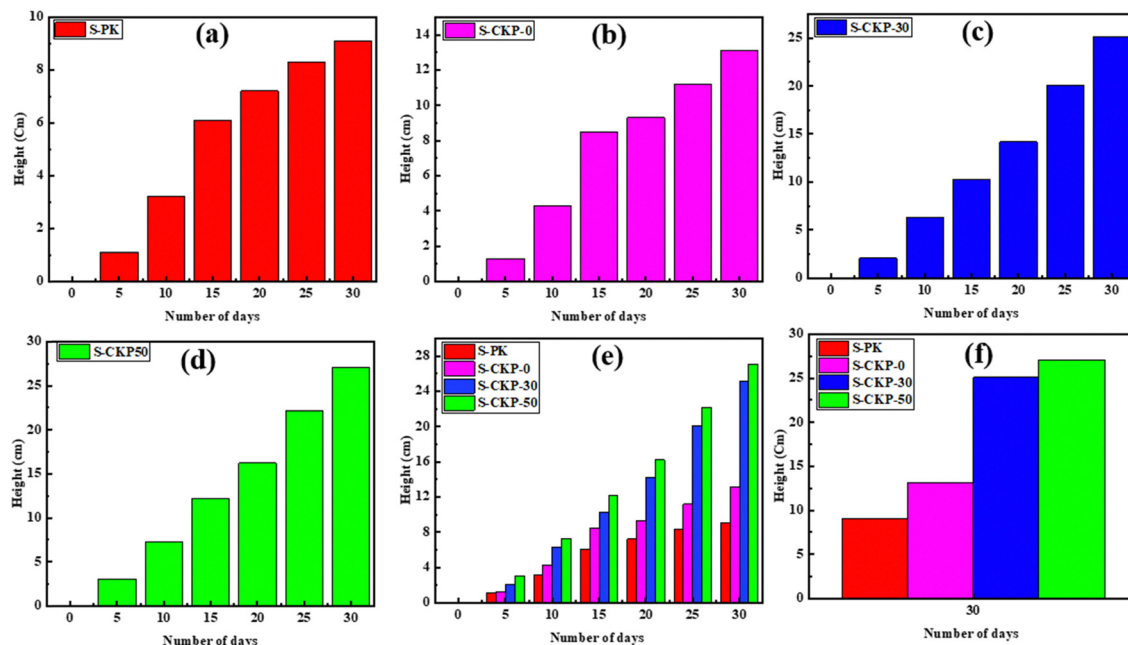 S-PK
(a)
Height (Cm)
10
8
6
4
2
0
0 5 10 15 20 25 30
Number of days
S-CKP-0
(b)
Height (cm)
14
12
10
8
6
4
2
0
0 5 10 15 20 25 30
Number of days
S-CKP-30
(c)
Height (cm)
25
20
15
10
5
0
0 5 10 15 20 25 30
Number of days
S-CKP50
(d)
Height (cm)
30
25
20
15
10
5
0
0 5 10 15 20 25 30
Number of days
S-PK
S-CKP-0
S-CKP-30
S-CKP-50
(e)
Height (cm)
28
24
20
16
12
8
4
0
0 5 10 15 20 25 30
Number of days
S-PK
S-CKP-0
S-CKP-30
S-CKP-50
(f)
Height (Cm)
30
25
20
15
10
5
0
30
Number of days